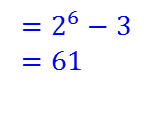 = 2⁶ − 3
= 61